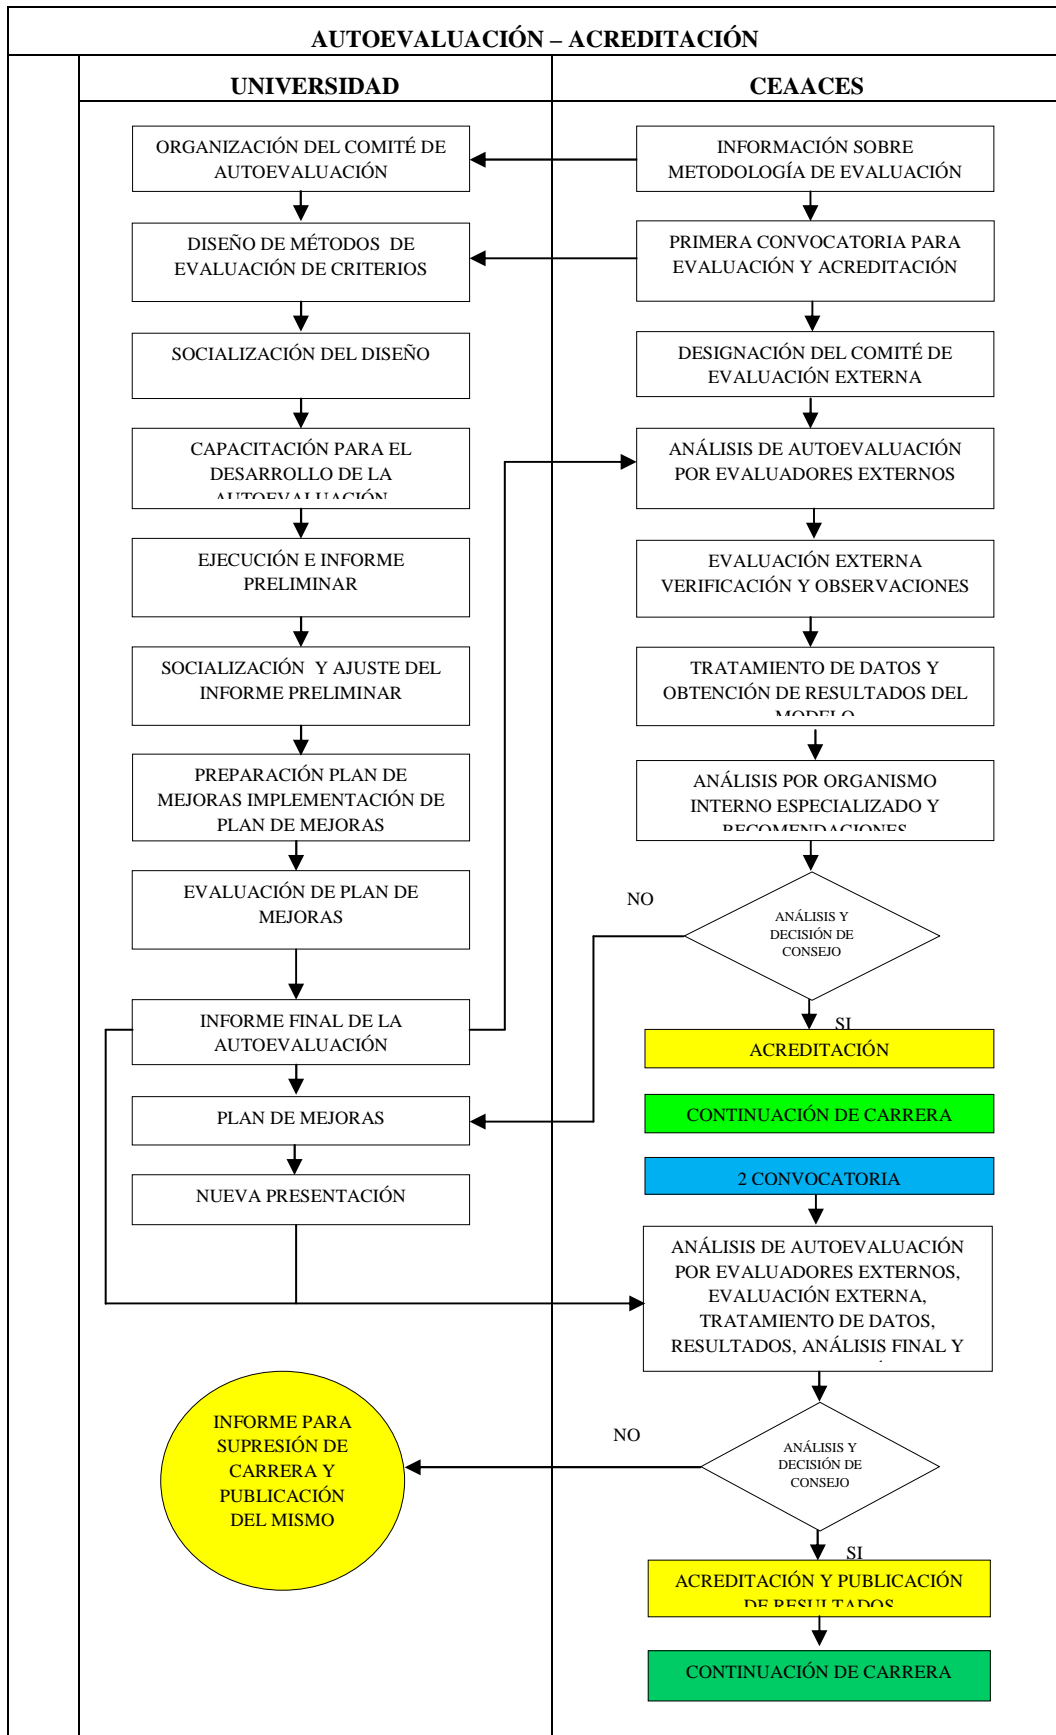 AUTOEVALUACIÓN – ACREDITACIÓN
UNIVERSIDAD
CEAACES
ORGANIZACIÓN DEL COMITÉ DE
AUTOEVALUACIÓN
DISEÑO DE MÉTODOS DE
EVALUACIÓN DE CRITERIOS
SOCIALIZACIÓN DEL DISEÑO
CAPACITACIÓN PARA EL
DESARROLLO DE LA
AUTOEVALUACIÓN
EJECUCIÓN E INFORME
PRELIMINAR
SOCIALIZACIÓN Y AJUSTE DEL
INFORME PRELIMINAR
PREPARACIÓN PLAN DE
MEJORAS IMPLEMENTACIÓN DE
PLAN DE MEJORAS
EVALUACIÓN DE PLAN DE
MEJORAS
INFORME FINAL DE LA
AUTOEVALUACIÓN
PLAN DE MEJORAS
NUEVA PRESENTACIÓN
INFORME PARA
SUPRESIÓN DE
CARRERA Y
PUBLICACIÓN
DEL MISMO
INFORMACIÓN SOBRE
METODOLOGÍA DE EVALUACIÓN
PRIMERA CONVOCATORIA PARA
EVALUACIÓN Y ACREDITACIÓN
DESIGNACIÓN DEL COMITÉ DE
EVALUACIÓN EXTERNA
ANÁLISIS DE AUTOEVALUACIÓN
POR EVALUADORES EXTERNOS
EVALUACIÓN EXTERNA
VERIFICACIÓN Y OBSERVACIONES
TRATAMIENTO DE DATOS Y
OBTENCIÓN DE RESULTADOS DEL
MODELO
ANÁLISIS POR ORGANISMO
INTERNO ESPECIALIZADO Y
RECOMENDACIONES
NO
ANÁLISIS Y
DECISIÓN DE
CONSEJO
SI
ACREDITACIÓN
CONTINUACIÓN DE CARRERA
2 CONVOCATORIA
ANÁLISIS DE AUTOEVALUACIÓN
POR EVALUADORES EXTERNOS,
EVALUACIÓN EXTERNA,
TRATAMIENTO DE DATOS,
RESULTADOS, ANÁLISIS FINAL Y
NO
ANÁLISIS Y
DECISIÓN DE
CONSEJO
SI
ACREDITACIÓN Y PUBLICACIÓN
DE RESULTADOS
CONTINUACIÓN DE CARRERA